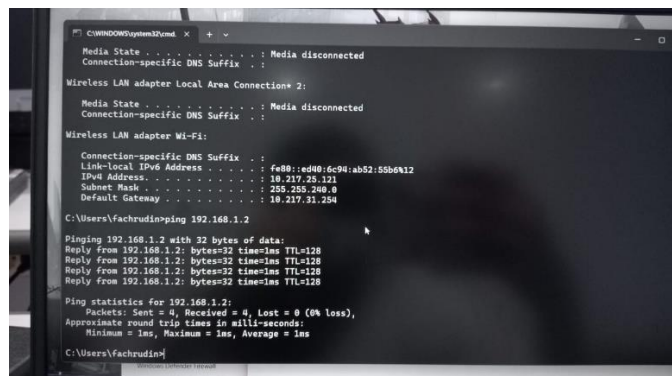 C:\WINDOWS\system32\cmd.
Media State . . . . . . . . . . . : Media disconnected
Connection-specific DNS Suffix . :
Wireless LAN adapter Local Area Connection* 2:
Media State . . . . . . . . . . . : Media disconnected
Connection-specific DNS Suffix . :
Wireless LAN adapter Wi-Fi:
Connection-specific DNS Suffix . :
Link-local IPv6 Address . . . . . : fe80::ed40:6c94:ab52:55b6%12
IPv4 Address. . . . . . . . . . . : 10.217.25.121
Subnet Mask . . . . . . . . . . . : 255.255.240.0
Default Gateway . . . . . . . . . : 10.217.31.254
C:\Users\fachrudin>ping 192.168.1.2
Pinging 192.168.1.2 with 32 bytes of data:
Reply from 192.168.1.2: bytes=32 time=1ms TTL=128
Reply from 192.168.1.2: bytes=32 time=1ms TTL=128
Reply from 192.168.1.2: bytes=32 time=1ms TTL=128
Reply from 192.168.1.2: bytes=32 time=1ms TTL=128
Ping statistics for 192.168.1.2:
Packets: Sent = 4, Received = 4, Lost = 0 (0% loss),
Approximate round trip times in milli-seconds:
Minimum = 1ms, Maximum = 1ms, Average = 1ms
C:\Users\fachrudin>
Windows Defender Firewall